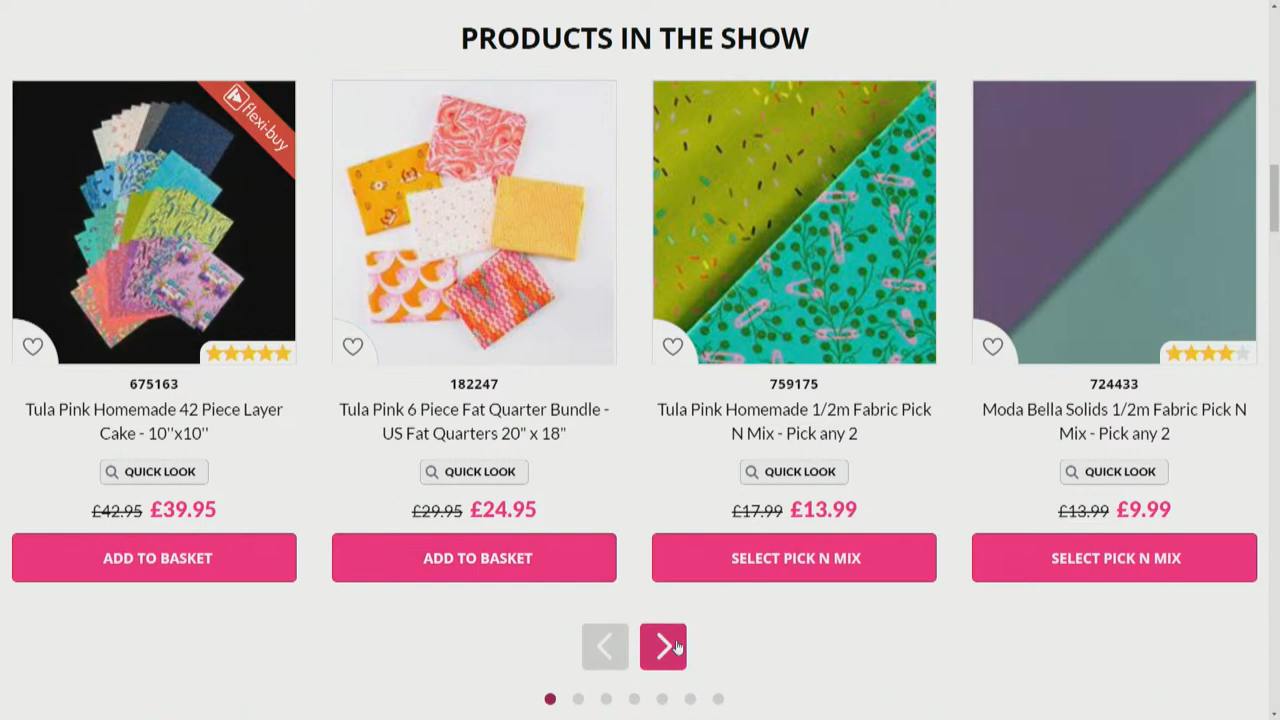 PRODUCTS IN THE SHOW
flexi-buy
675163
Tula Pink Homemade 42 Piece Layer
Cake - 10''x10''
QUICK LOOK
£42.95 £39.95
ADD TO BASKET
182247
Tula Pink 6 Piece Fat Quarter Bundle -
US Fat Quarters 20" x 18"
QUICK LOOK
£29.95 £24.95
ADD TO BASKET
759175
Tula Pink Homemade 1/2m Fabric Pick
N Mix - Pick any 2
QUICK LOOK
£17.99 £13.99
SELECT PICK N MIX
724433
Moda Bella Solids 1/2m Fabric Pick N
Mix - Pick any 2
QUICK LOOK
£13.99 £9.99
SELECT PICK N MIX